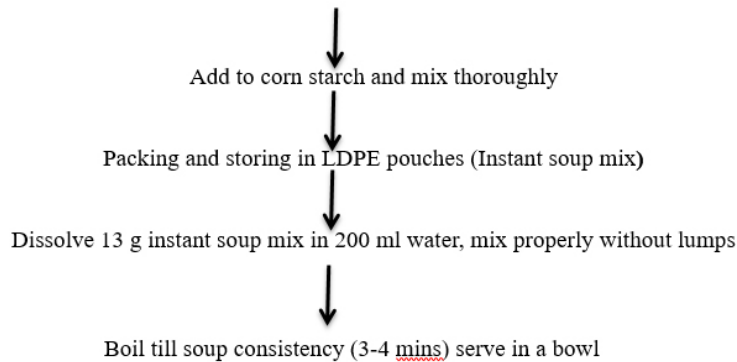 Add to corn starch and mix thoroughly
Packing and storing in LDPE pouches (Instant soup mix)
Dissolve 13 g instant soup mix in 200 ml water, mix properly without lumps
Boil till soup consistency (3-4 mins) serve in a bowl